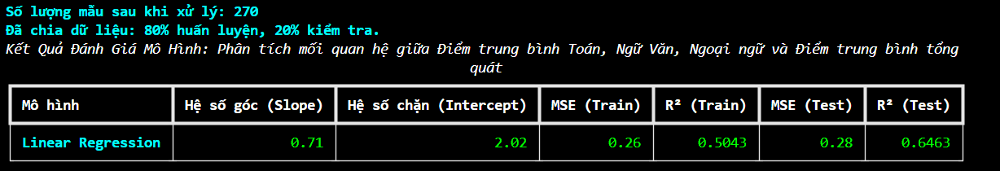 Số lượng mẫu sau khi xử lý: 270
Đã chia dữ liệu: 80% huấn luyện, 20% kiểm tra.
Kết Quả Đánh Giá Mô Hình: Phân tích mối quan hệ giữa Điểm trung bình Toán, Ngữ Văn, Ngoại ngữ và Điểm trung bình tổng
quát
Mô hình Hệ số góc (Slope) Hệ số chặn (Intercept) MSE (Train) R² (Train) MSE (Test) R² (Test)
Linear Regression 0.71 2.02 0.26 0.5043 0.28 0.6463